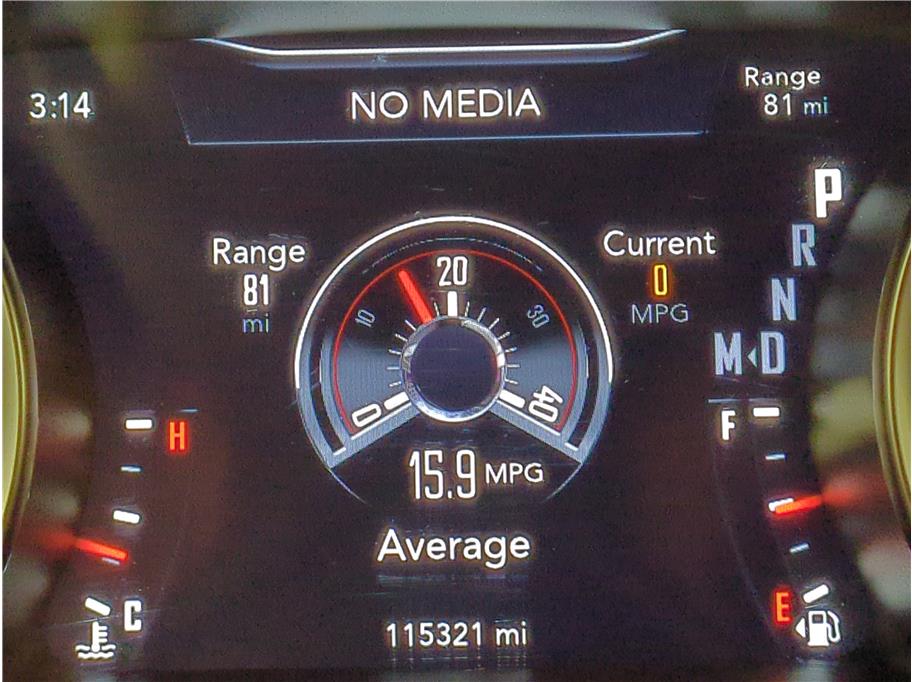 3:14
NO MEDIA
Range
81 mi
P
R
N
M D
Range
81
mi
Current
0
MPG
0
10
20
30
40
H
C
F
E
15.9 MPG
Average
115321 mi